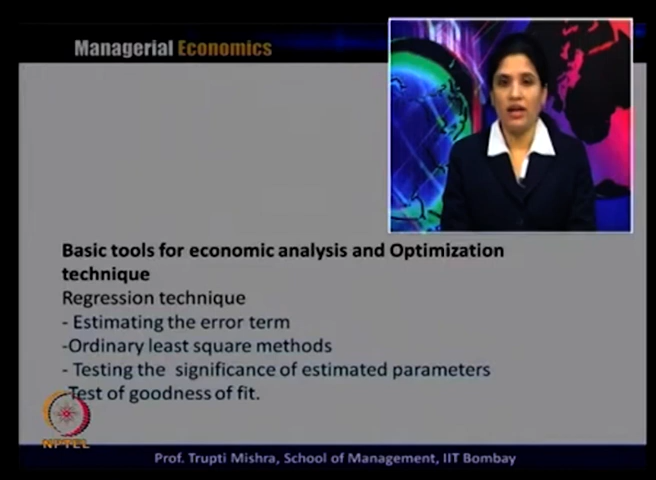 Managerial Economics
Basic tools for economic analysis and Optimization
technique
Regression technique
- Estimating the error term
-Ordinary least square methods
- Testing the significance of estimated parameters
-Test of goodness of fit.
NPTEL
Prof. Trupti Mishra, School of Management, IIT Bombay